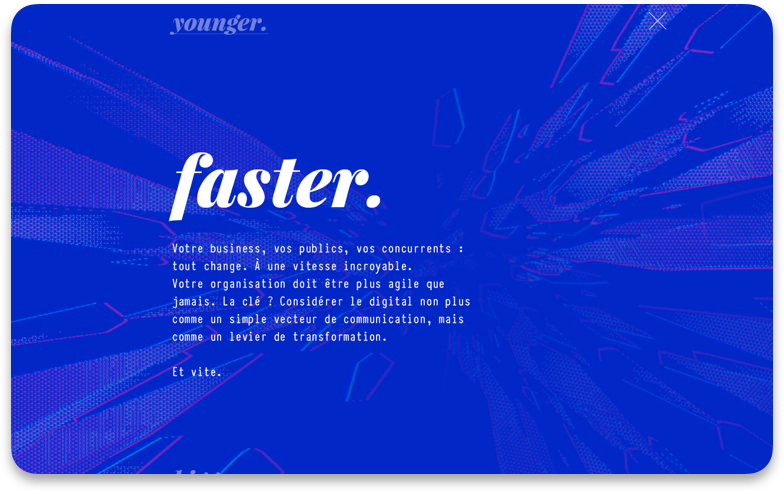 younger.
faster.
Votre business, vos publics, vos concurrents :
tout change. À une vitesse incroyable.
Votre organisation doit être plus agile que
jamais. La clé ? Considérer le digital non plus
comme un simple vecteur de communication, mais
comme un levier de transformation.
Et vite.